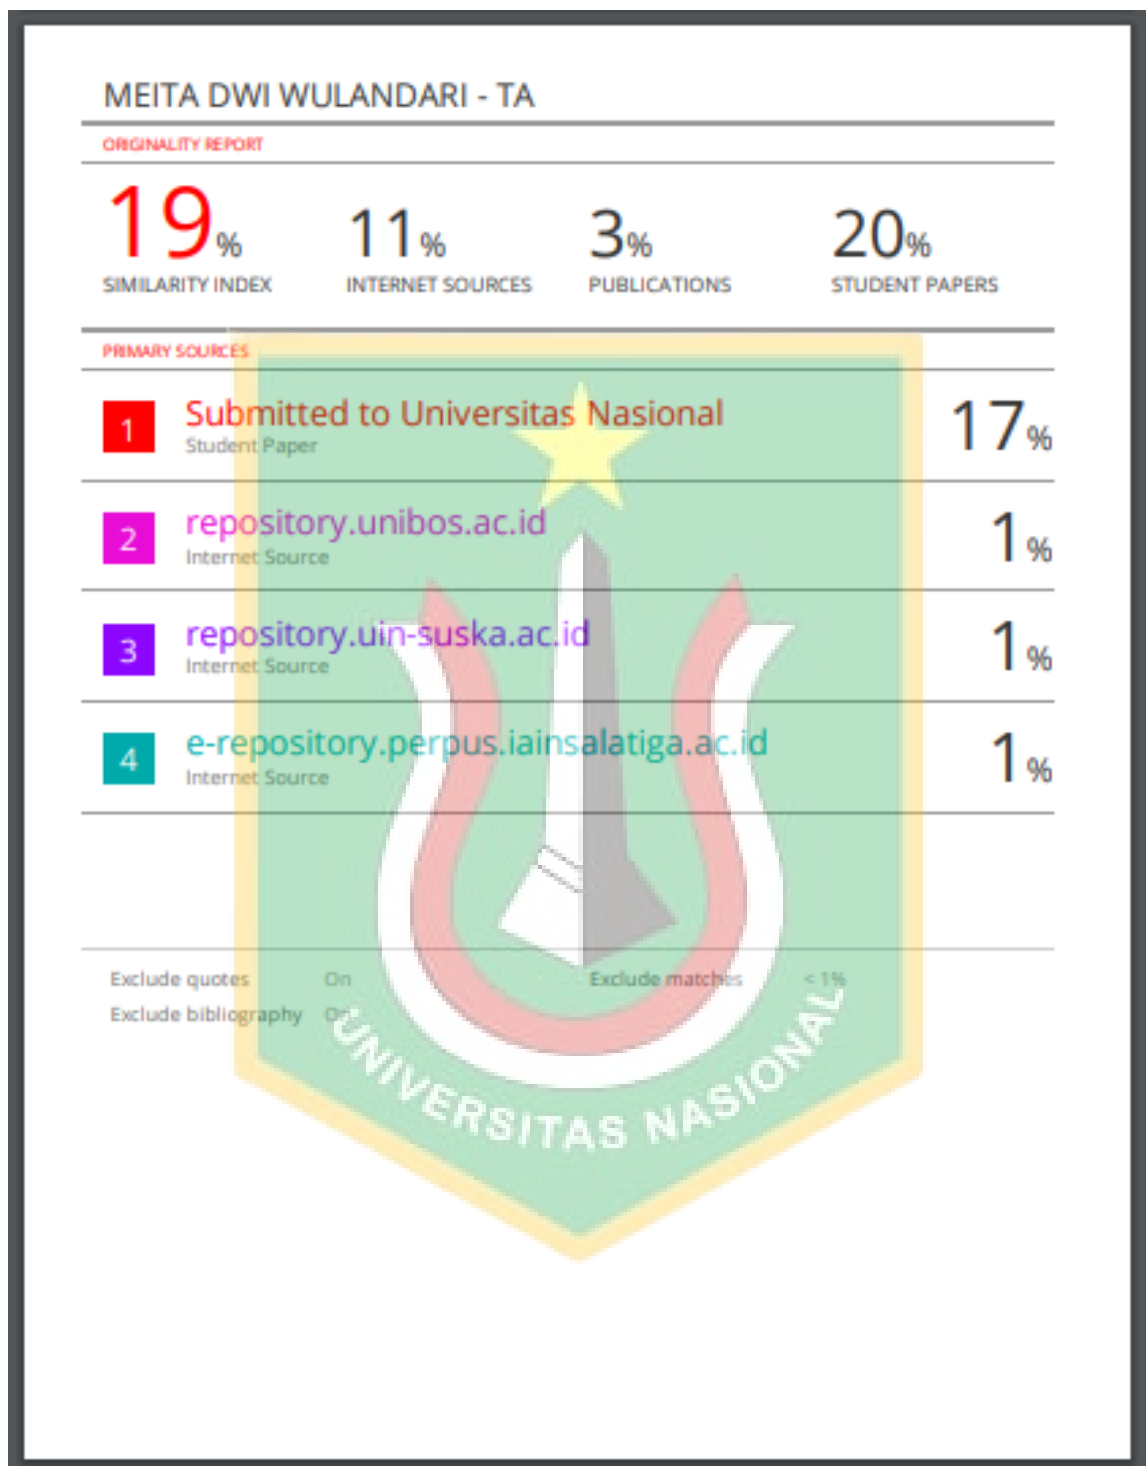 MEITA DWI WULANDARI - TA
ORIGINALITY REPORT
19% 11% 3% 20%
SIMILARITY INDEX INTERNET SOURCES PUBLICATIONS STUDENT PAPERS
PRIMARY SOURCES
1 Submitted to Universitas Nasional 17%
Student Paper
2 repository.unibos.ac.id 1%
Internet Source
3 repository.uin-suska.ac.id 1%
Internet Source
4 e-repository.perpus.iainsalatiga.ac.id 1%
Internet Source
Exclude quotes On Exclude matches < 1%
Exclude bibliography On
UNIVERSITAS NASIONAL